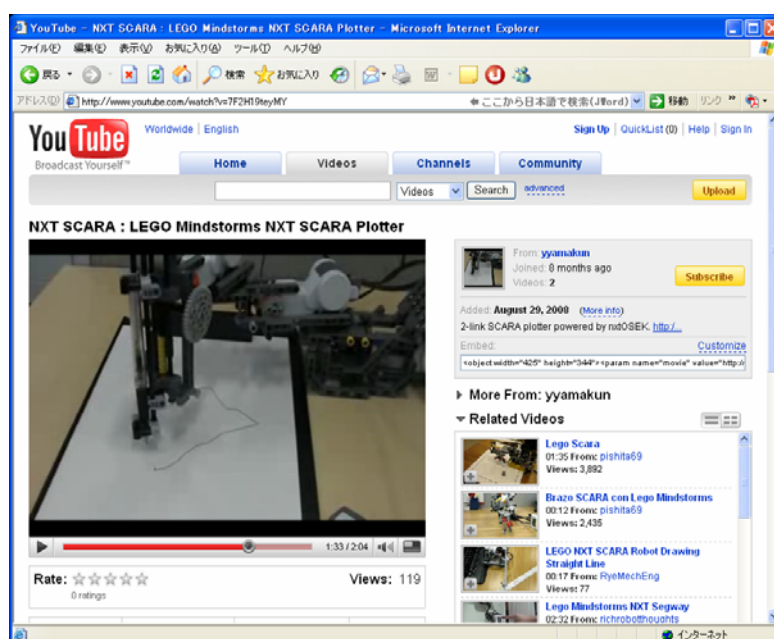 YouTube - NXT SCARA : LEGO Mindstorms NXT SCARA Plotter - Microsoft Internet Explorer
ファイル(F) 編集(E) 表示(V) お気に入り(A) ツール(T) ヘルプ(H)
戻る 検索 お気に入り
アドレス(D) http://www.youtube.com/watch?v=7F2H19teyMY ここから日本語で検索(JWord) 移動 リンク »
YouTube Worldwide | English Sign Up | QuickList (0) | Help | Sign In
Broadcast Yourself™ Home Videos Channels Community
Videos Search advanced Upload
NXT SCARA : LEGO Mindstorms NXT SCARA Plotter
From: yyamakun
Joined: 8 months ago
Videos: 2
Subscribe
Added: August 29, 2008 (More info)
2-link SCARA plotter powered by nxtOSEK. http:/...
Embed: Customize
<object width="425" height="344"><param name="movie" value="http://
More From: yyamakun
Related Videos
Lego Scara
01:35 From: pishita69
Views: 3,892
Brazo SCARA con Lego Mindstorms
00:12 From: pishita69
Views: 2,435
LEGO NXT SCARA Robot Drawing
Straight Line
00:17 From: RyeMechEng
Views: 77
Lego Mindstorms NXT Segway
02:32 From: richrobotthoughts
1:33 / 2:04
Rate:
0 ratings
Views: 119
インターネット